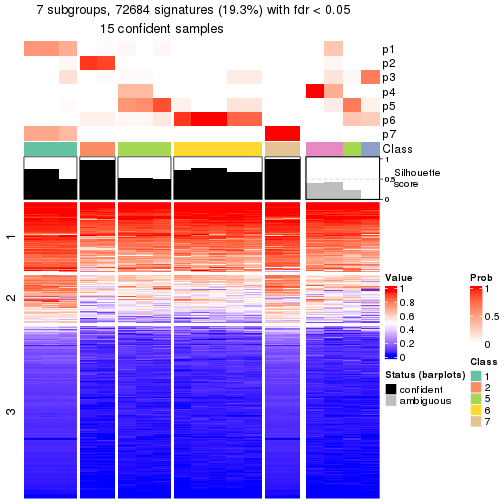 7 subgroups, 72684 signatures (19.3%) with fdr < 0.05
15 confident samples
p1
p2
p3
p4
p5
p6
p7
Class
1
0.5
0
Silhouette
score
1
2
3
Value
1
0.8
0.6
0.4
0.2
0
Prob
1
0.5
0
Status (barplots)
confident
ambiguous
Class
1
2
5
6
7